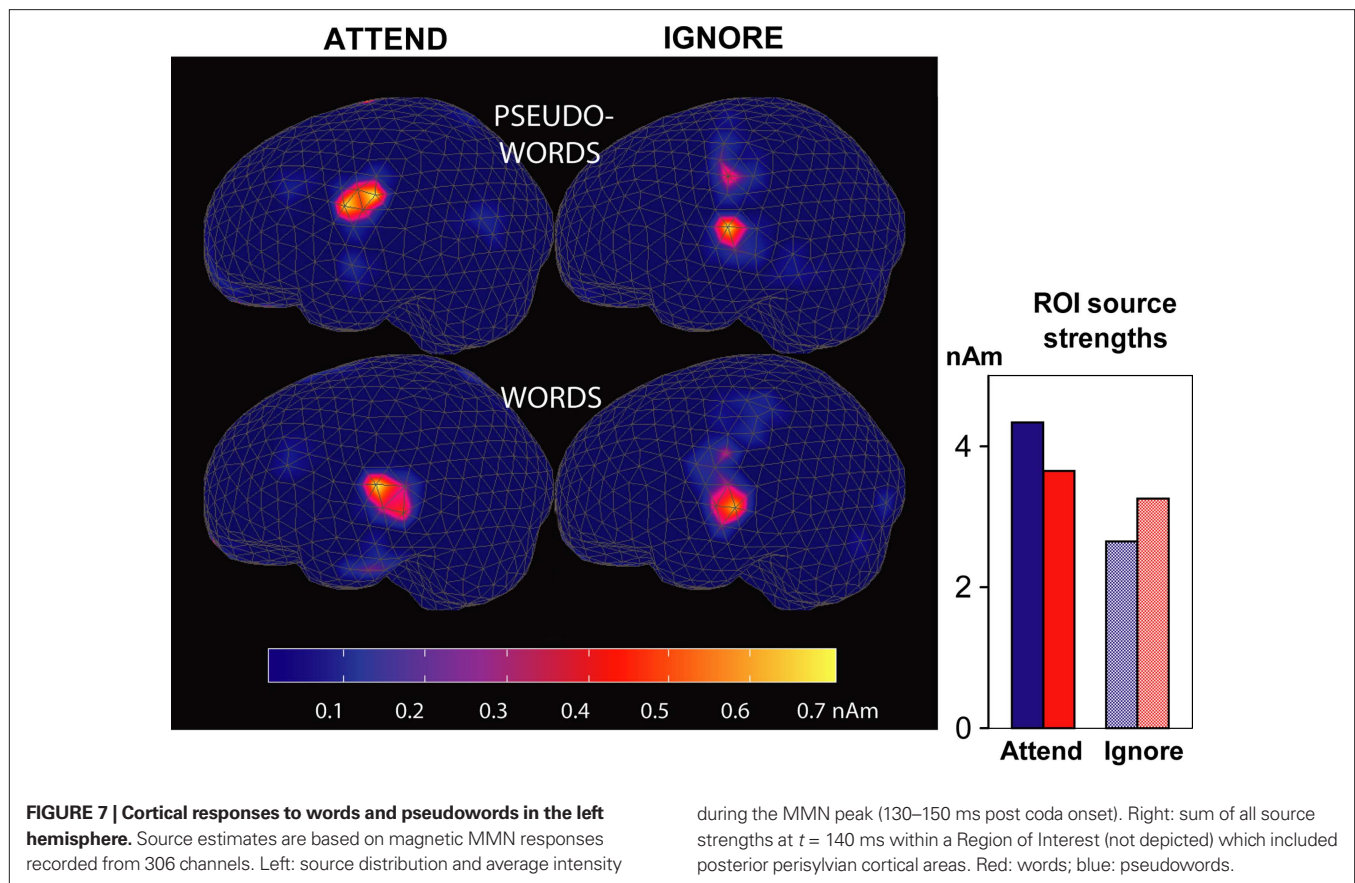 ATTEND
IGNORE
PSEUDO-
WORDS
WORDS
0.1 0.2 0.3 0.4 0.5 0.6 0.7 nAm
ROI source
strengths
nAm
4
2
0
Attend Ignore
FIGURE 7 | Cortical responses to words and pseudowords in the left
hemisphere. Source estimates are based on magnetic MMN responses
recorded from 306 channels. Left: source distribution and average intensity
during the MMN peak (130–150 ms post coda onset). Right: sum of all source
strengths at t = 140 ms within a Region of Interest (not depicted) which included
posterior perisylvian cortical areas. Red: words; blue: pseudowords.